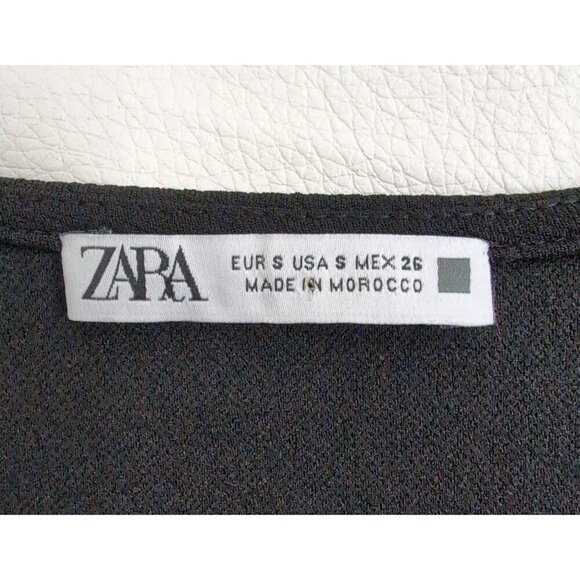 ZARA
EUR S USA S MEX 26
MADE IN MOROCCO